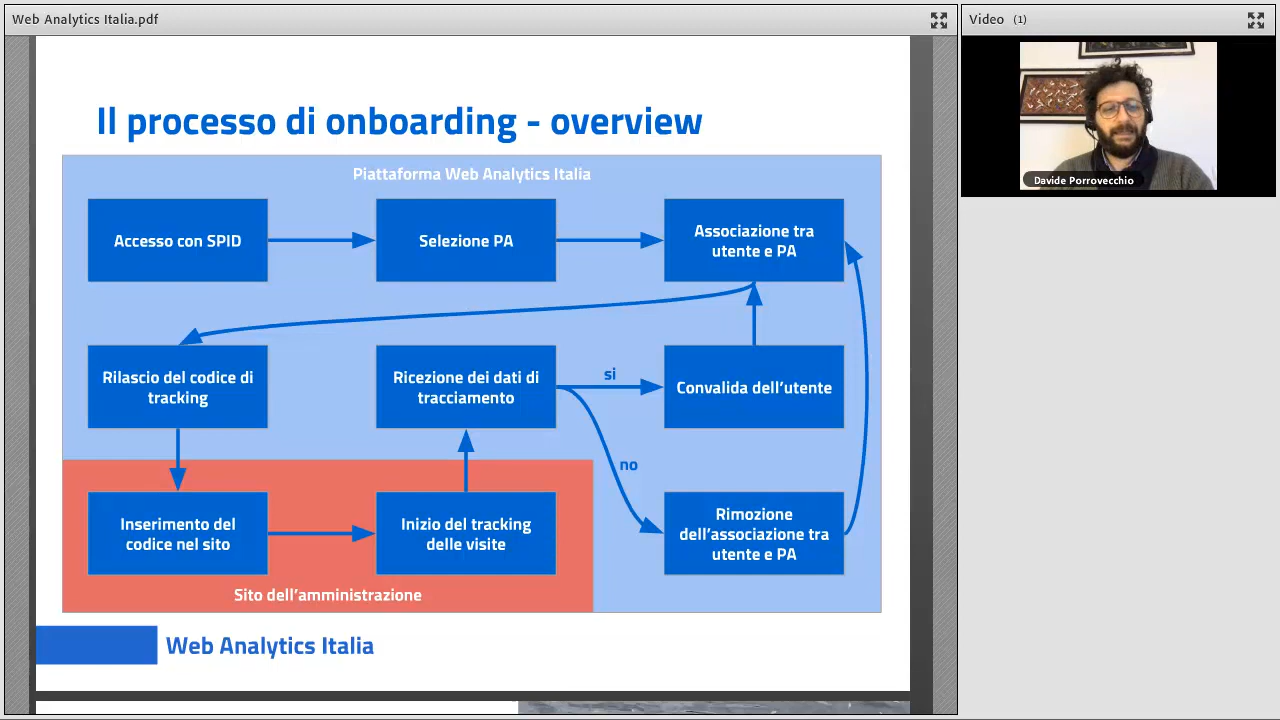 Web Analytics Italia.pdf
Video (1)
Davide Porrovecchio
Il processo di onboarding - overview
Piattaforma Web Analytics Italia
Accesso con SPID
Selezione PA
Associazione tra
utente e PA
Rilascio del codice di
tracking
Ricezione dei dati di
tracciamento
si
Convalida dell'utente
no
Inserimento del
codice nel sito
Inizio del tracking
delle visite
Rimozione
dell'associazione tra
utente e PA
Sito dell'amministrazione
Web Analytics Italia